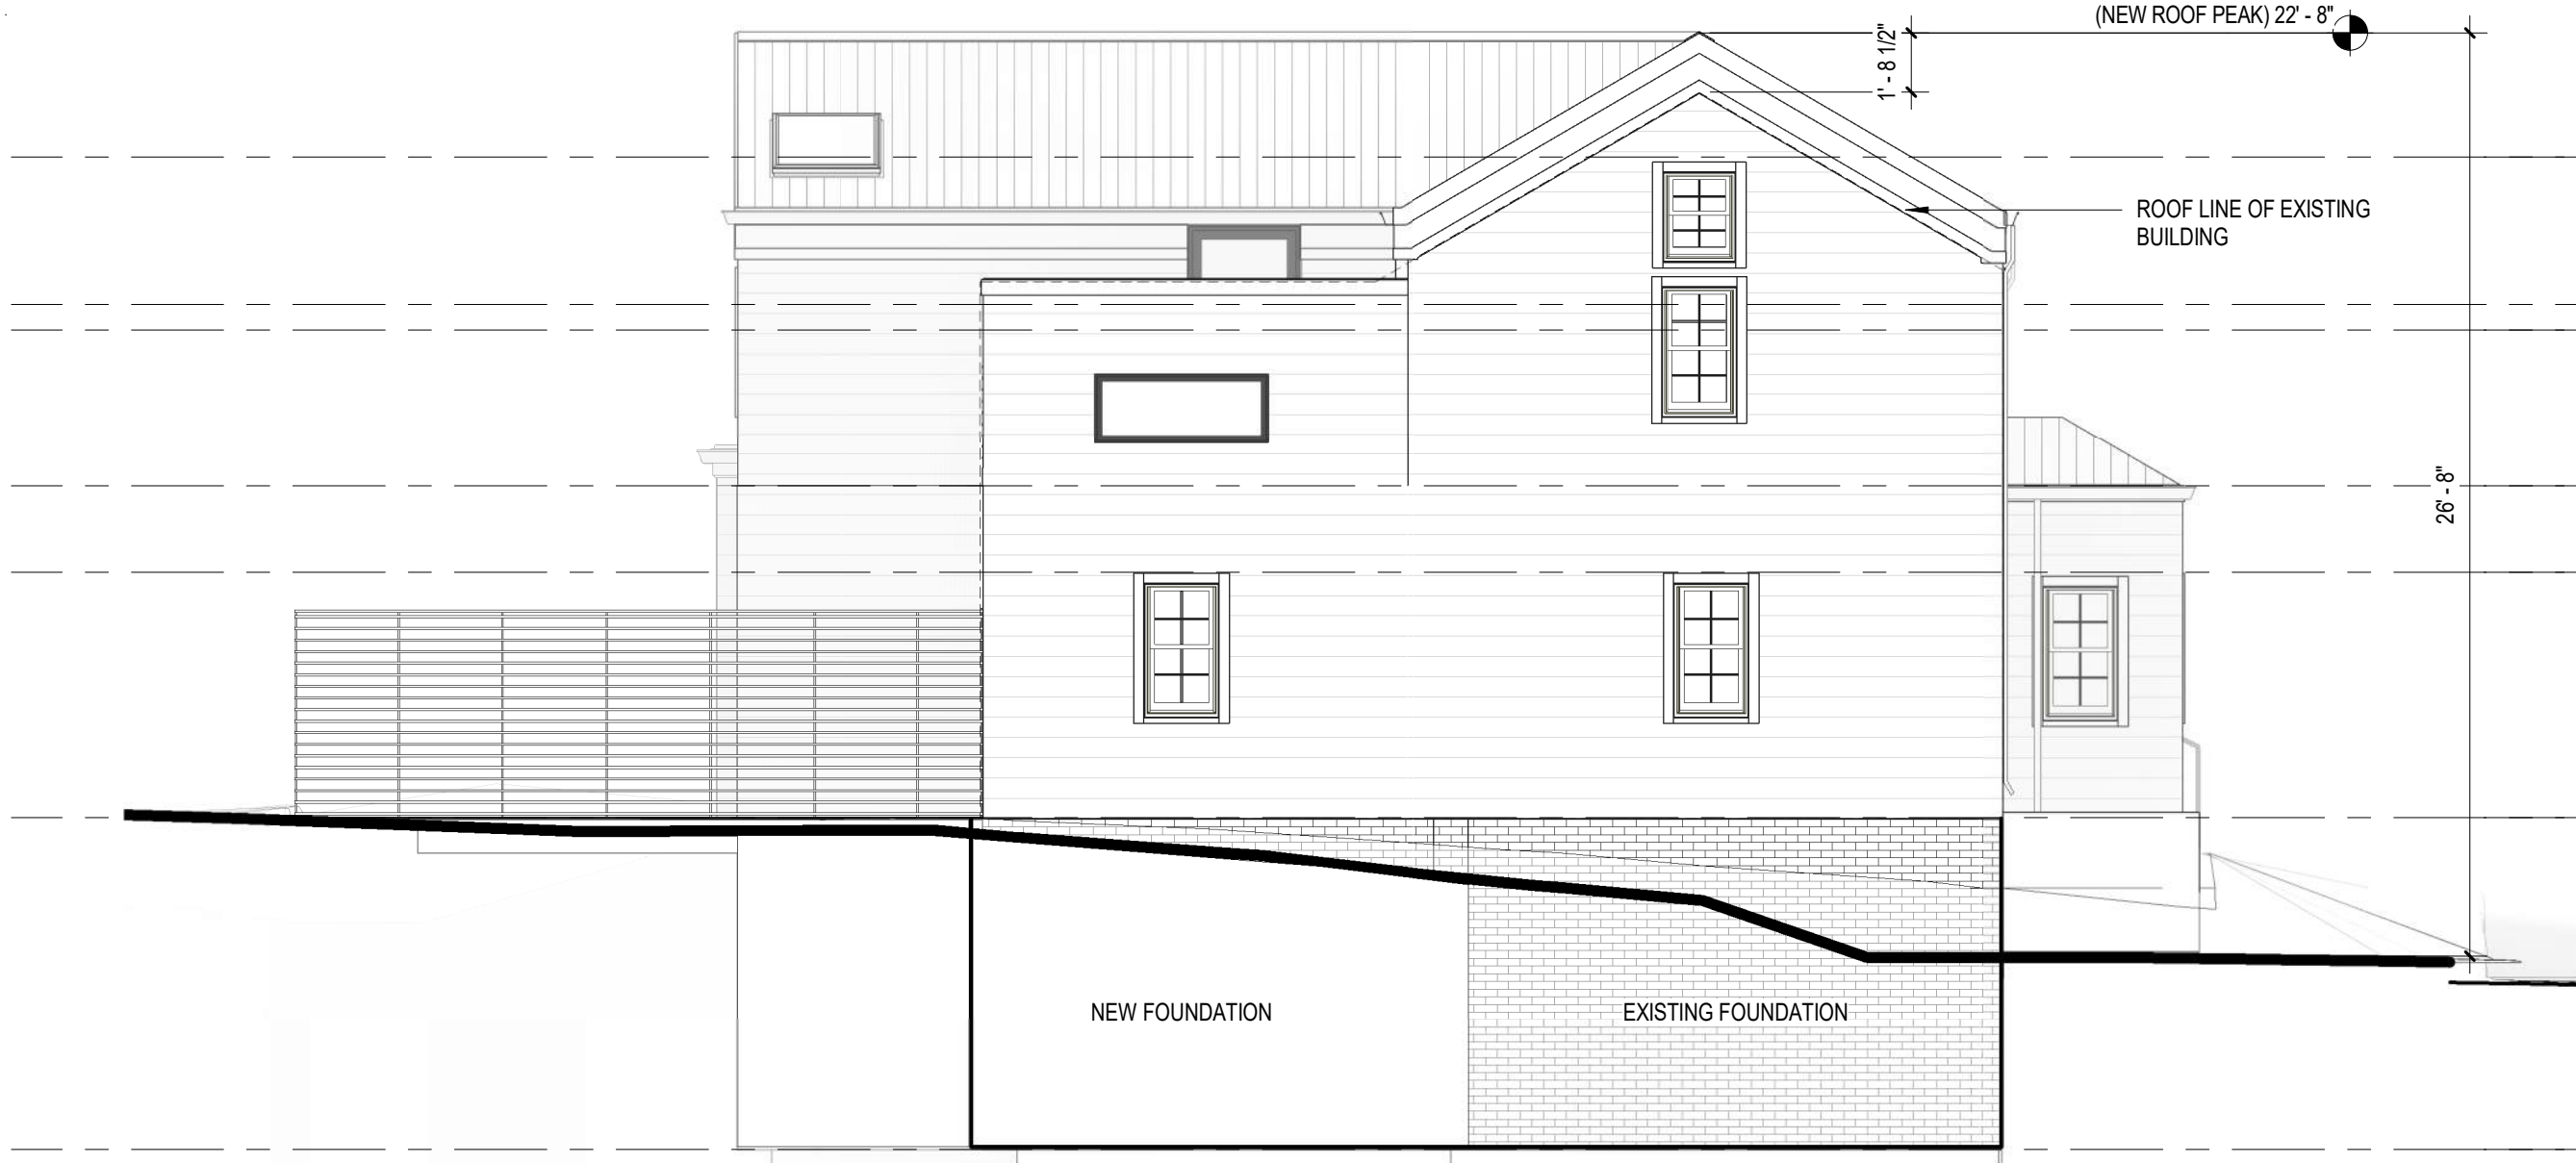 (NEW ROOF PEAK) 22' - 8"
1' - 8 1/2"
ROOF LINE OF EXISTING
BUILDING
26' - 8"
NEW FOUNDATION
EXISTING FOUNDATION